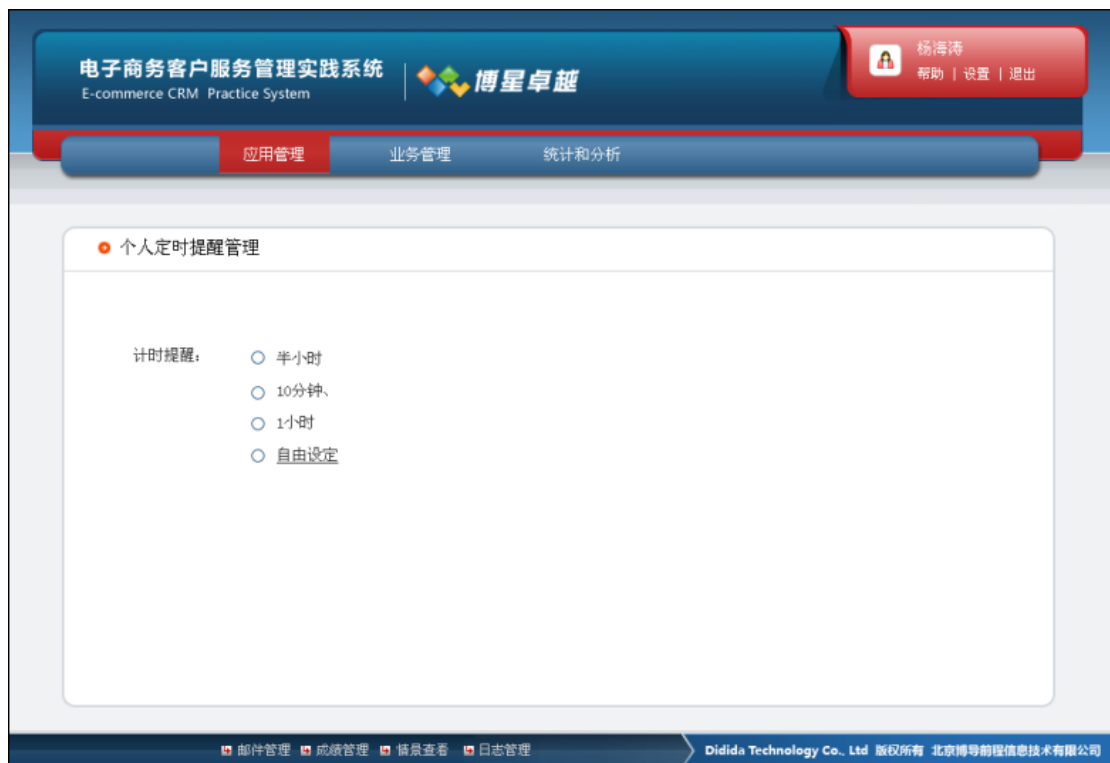 电子商务客户服务管理实践系统
E-commerce CRM Practice System
博星卓越
杨海涛
帮助 | 设置 | 退出
应用管理 业务管理 统计和分析
个人定时提醒管理
计时提醒: 半小时
10分钟、
1小时
自由设定
邮件管理 成绩管理 情景查看 日志管理
Didida Technology Co., Ltd 版权所有 北京博导前程信息技术有限公司